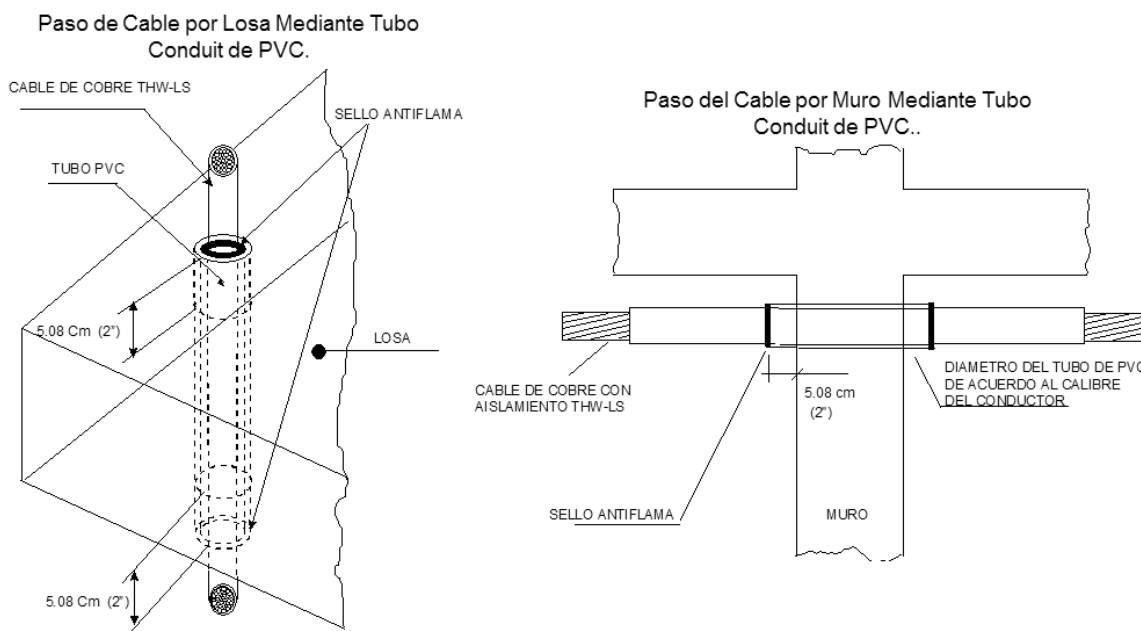 Paso de Cable por Losa Mediante Tubo
Conduit de PVC.
CABLE DE COBRE THW-LS
SELLO ANTIFLAMA
TUBO PVC
5.08 Cm (2")
LOSA
5.08 Cm (2")
Paso del Cable por Muro Mediante Tubo
Conduit de PVC..
CABLE DE COBRE CON
AISLAMIENTO THW-LS
5.08 cm
(2")
DIAMETRO DEL TUBO DE PVC
DE ACUERDO AL CALIBRE
DEL CONDUCTOR
SELLO ANTIFLAMA
MURO